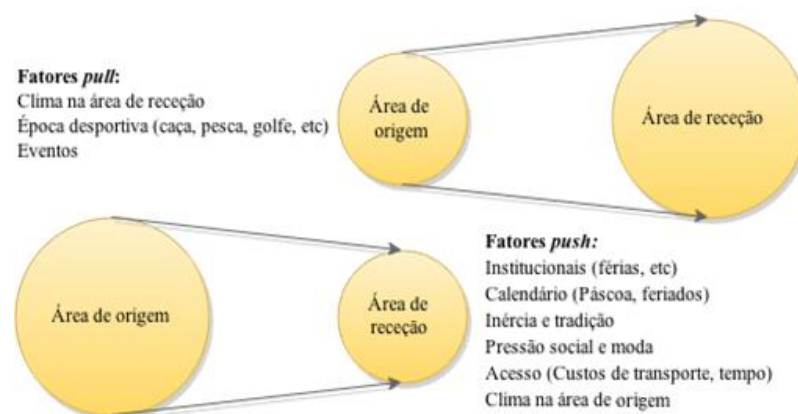 Fatores pull:
Clima na área de receção
Época desportiva (caça, pesca, golfe, etc)
Eventos
Área de
origem
Área de receção
Área de origem
Área de
receção
Fatores push:
Institucionais (férias, etc)
Calendário (Páscoa, feriados)
Inércia e tradição
Pressão social e moda
Acesso (Custos de transporte, tempo)
Clima na área de origem